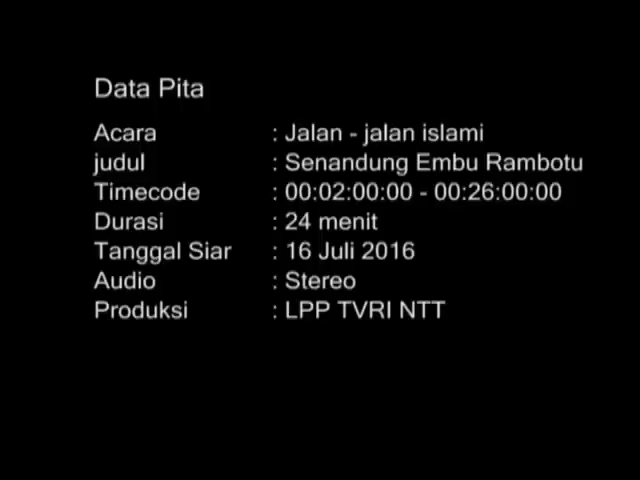 Data Pita
Acara : Jalan - jalan islami
judul : Senandung Embu Rambotu
Timecode : 00:02:00:00 - 00:26:00:00
Durasi : 24 menit
Tanggal Siar : 16 Juli 2016
Audio : Stereo
Produksi : LPP TVRI NTT